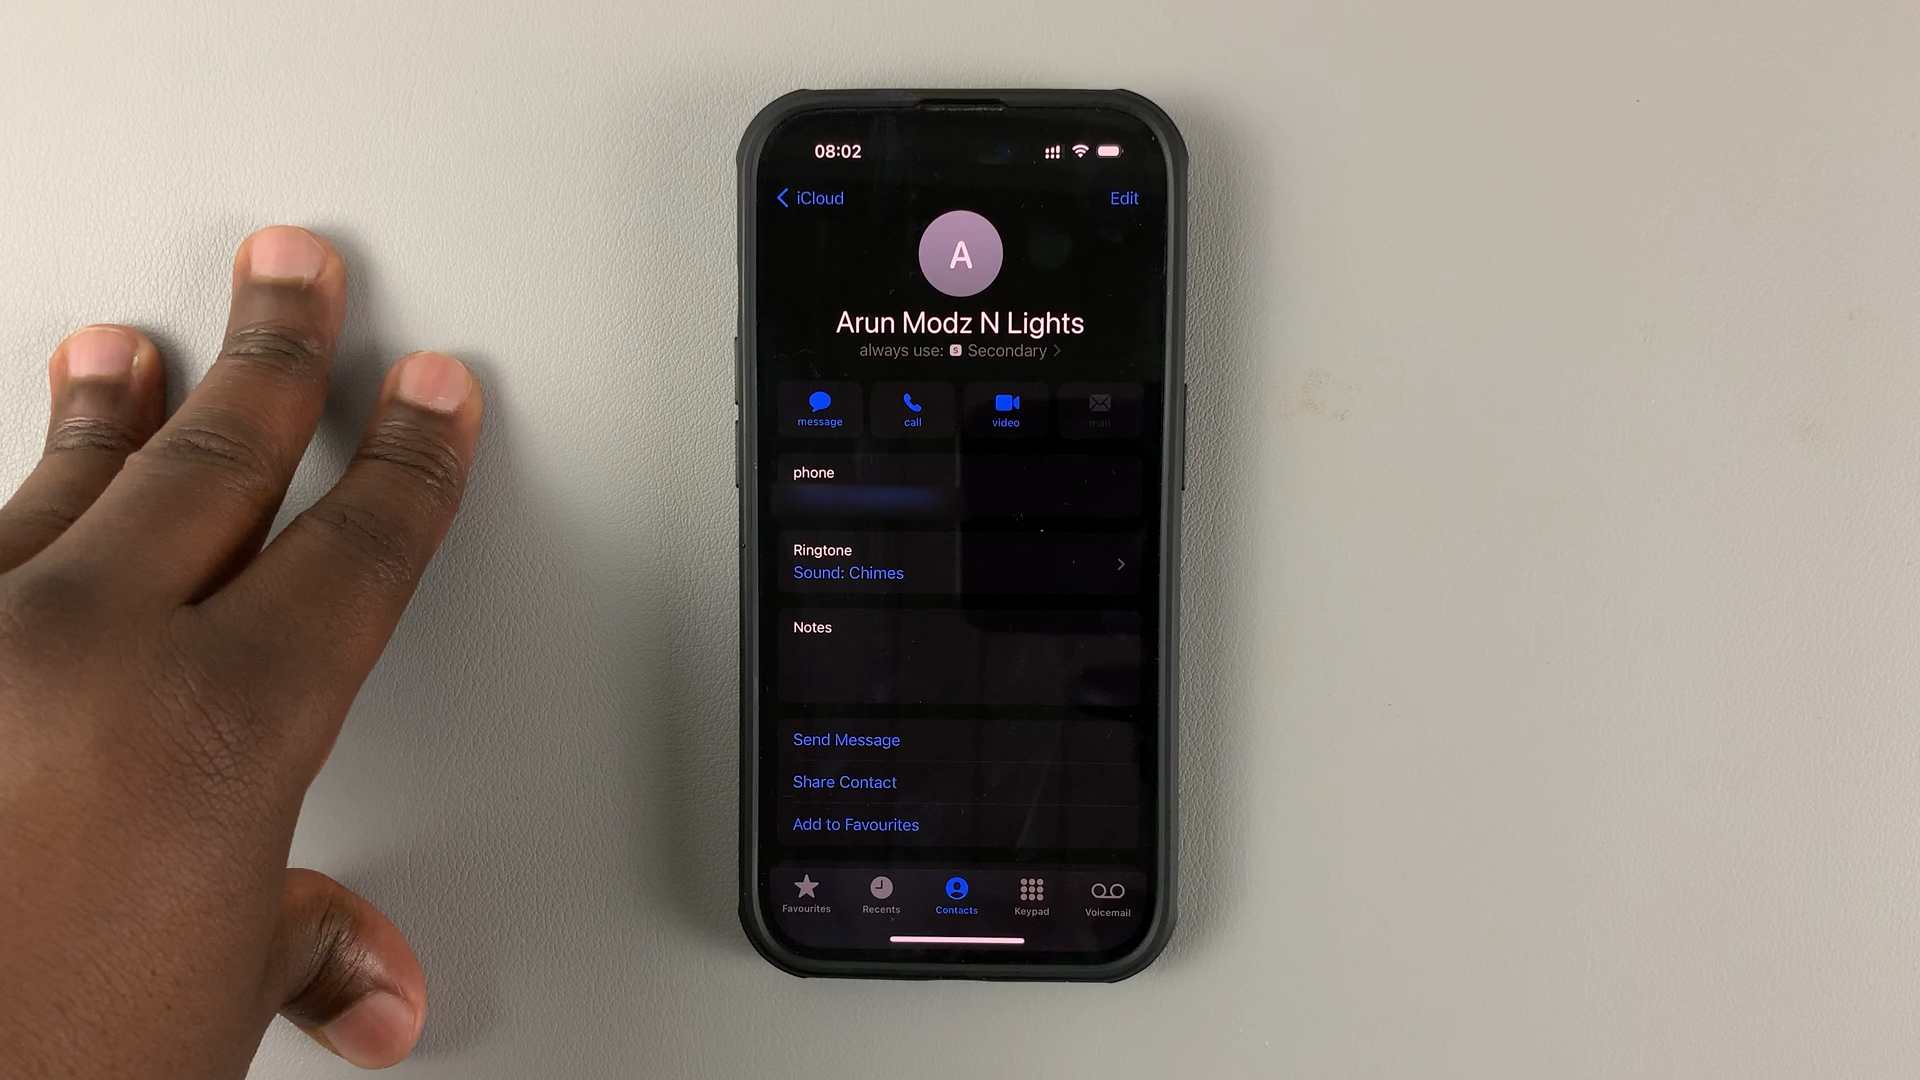 08:02
iCloud
Edit
A
Arun Modz N Lights
always use: S Secondary
message
call
video
mail
phone
Ringtone
Sound: Chimes
Notes
Send Message
Share Contact
Add to Favourites
Favourites
Recents
Contacts
Keypad
Voicemail